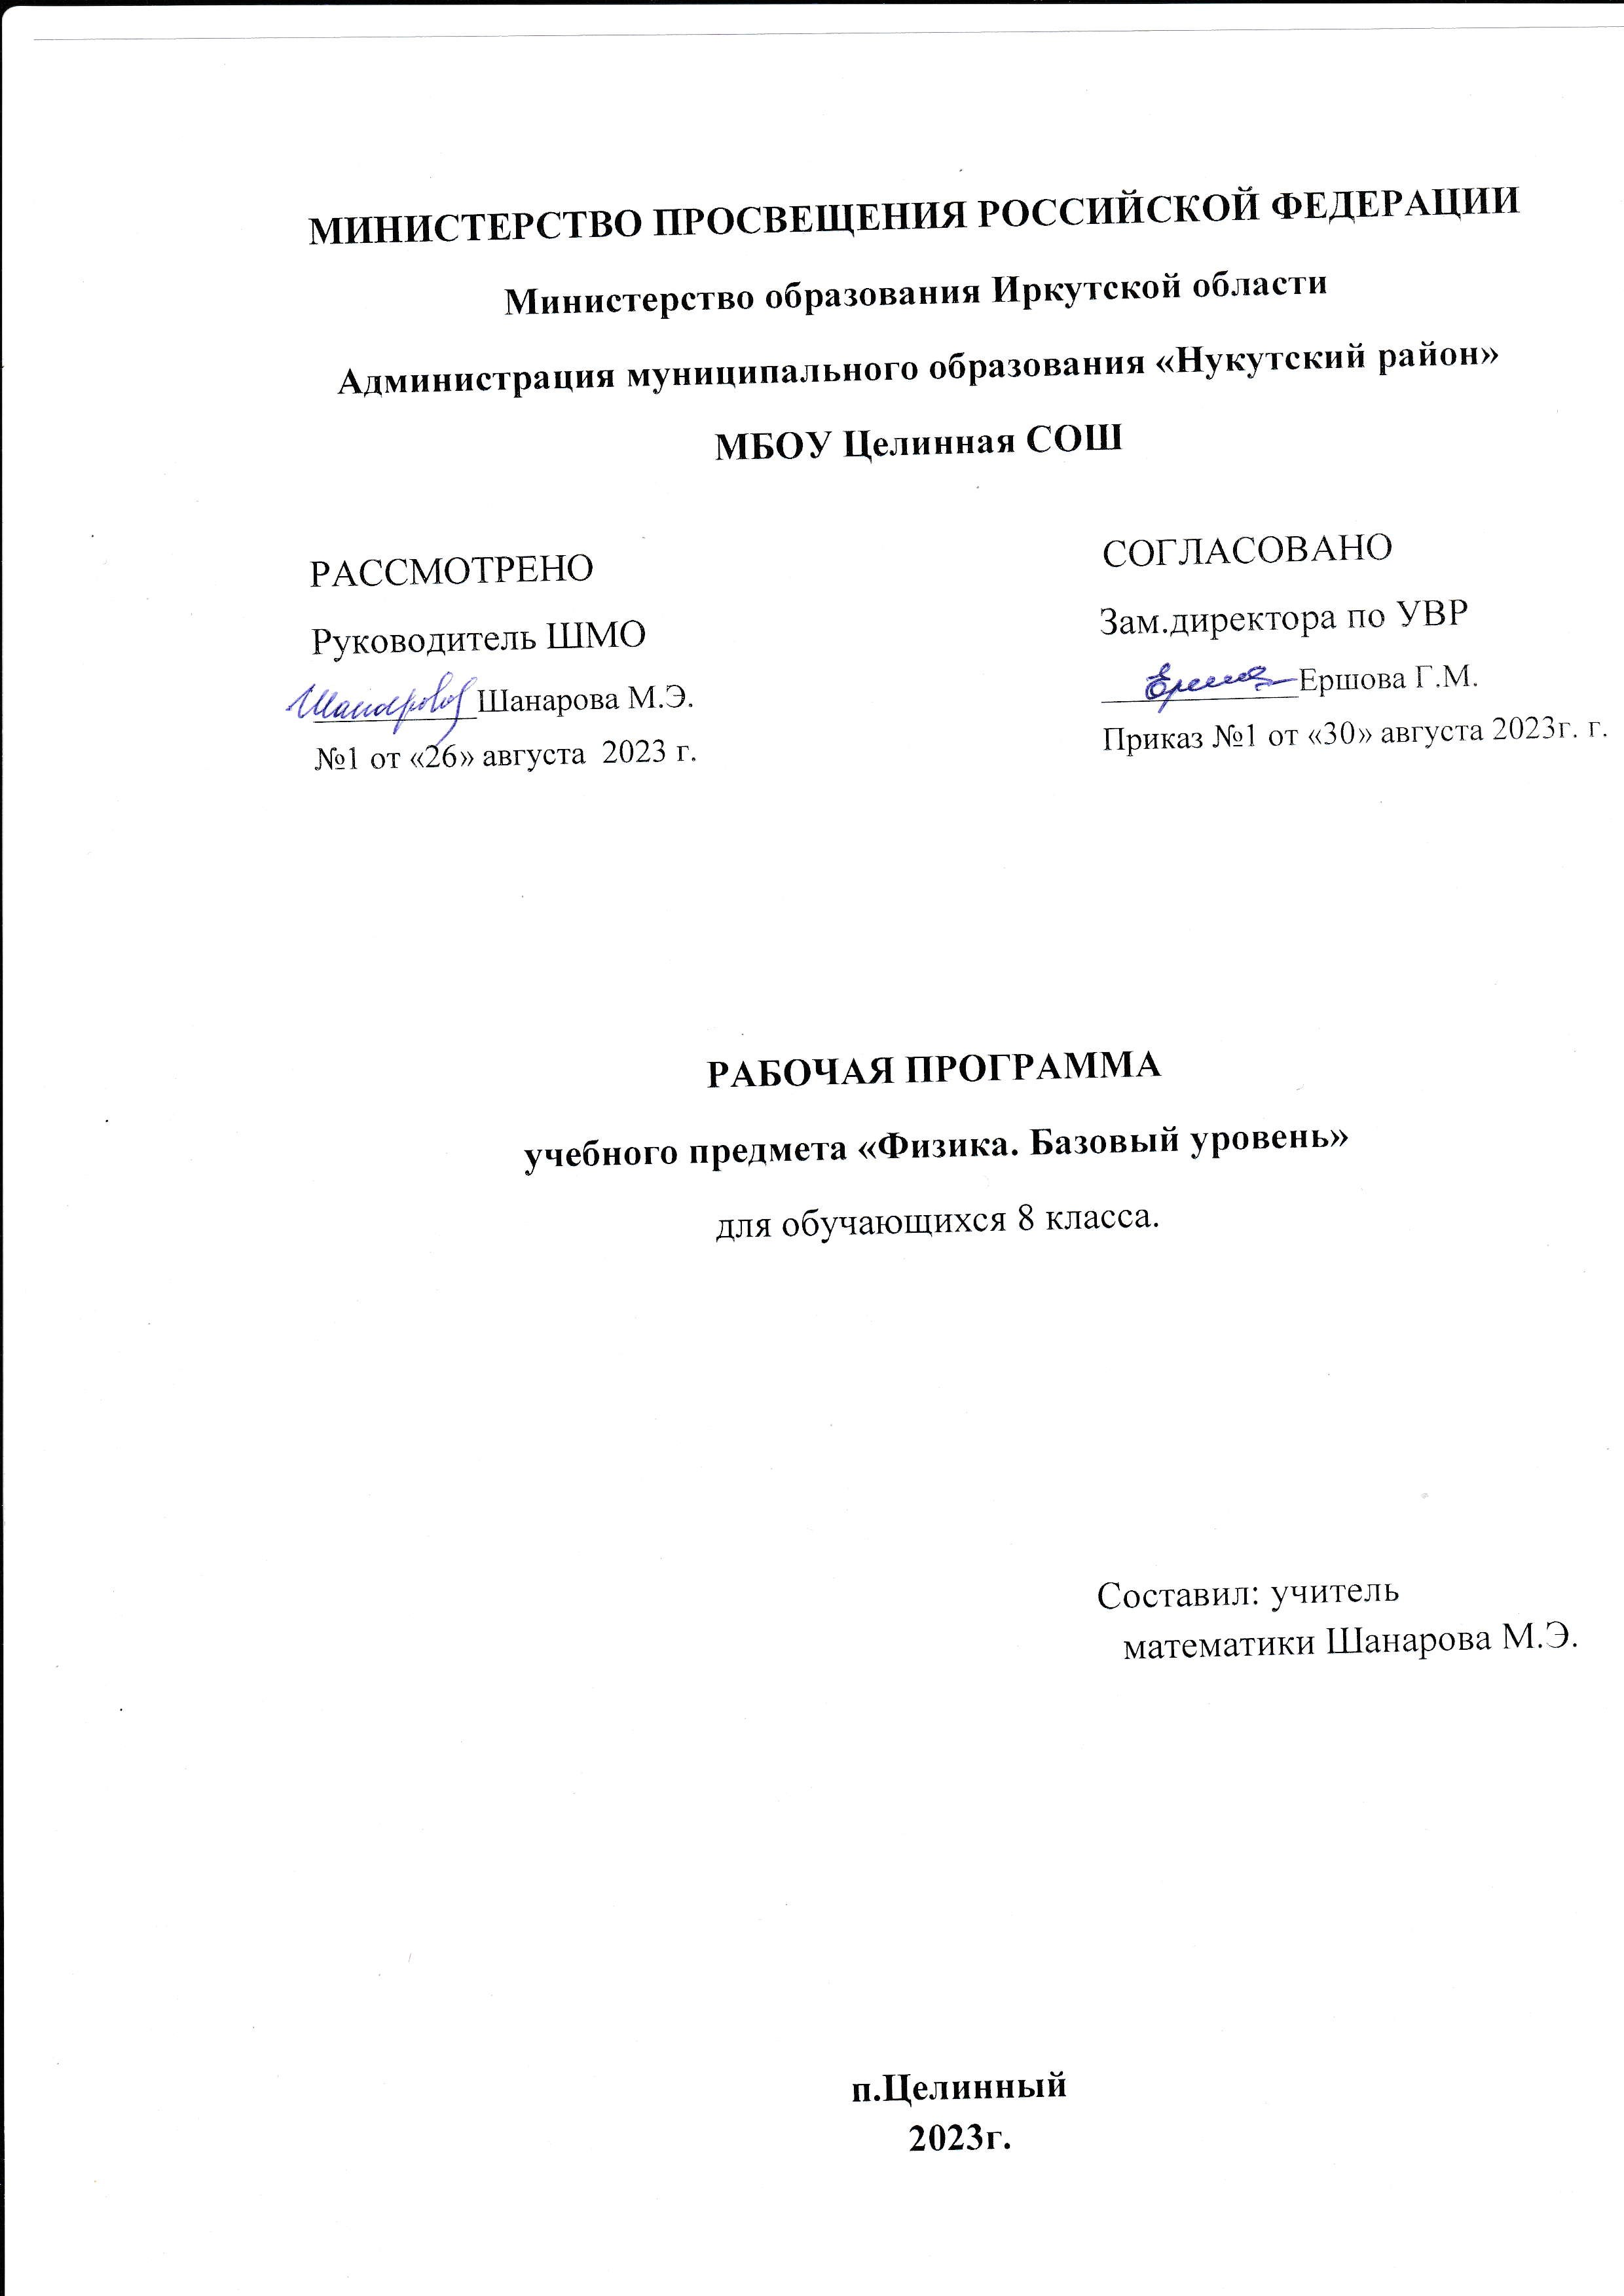 МИНИСТЕРСТВО ПРОСВЕЩЕНИЯ РОССИЙСКОЙ ФЕДЕРАЦИИ
Министерство образования Иркутской области
Администрация муниципального образования «Нукутский район»
МБОУ Целинная СОШ
РАССМОТРЕНО
Руководитель ШМО
Шанарова Шанарова М.Э.
№1 от «26» августа 2023 г.
СОГЛАСОВАНО
Зам.директора по УВР
Ершова Г.М.
Приказ №1 от «30» августа 2023г. г.
РАБОЧАЯ ПРОГРАММА
учебного предмета «Физика. Базовый уровень»
для обучающихся 8 класса.
Составил: учитель
математики Шанарова М.Э.
п.Целинный
2023г.